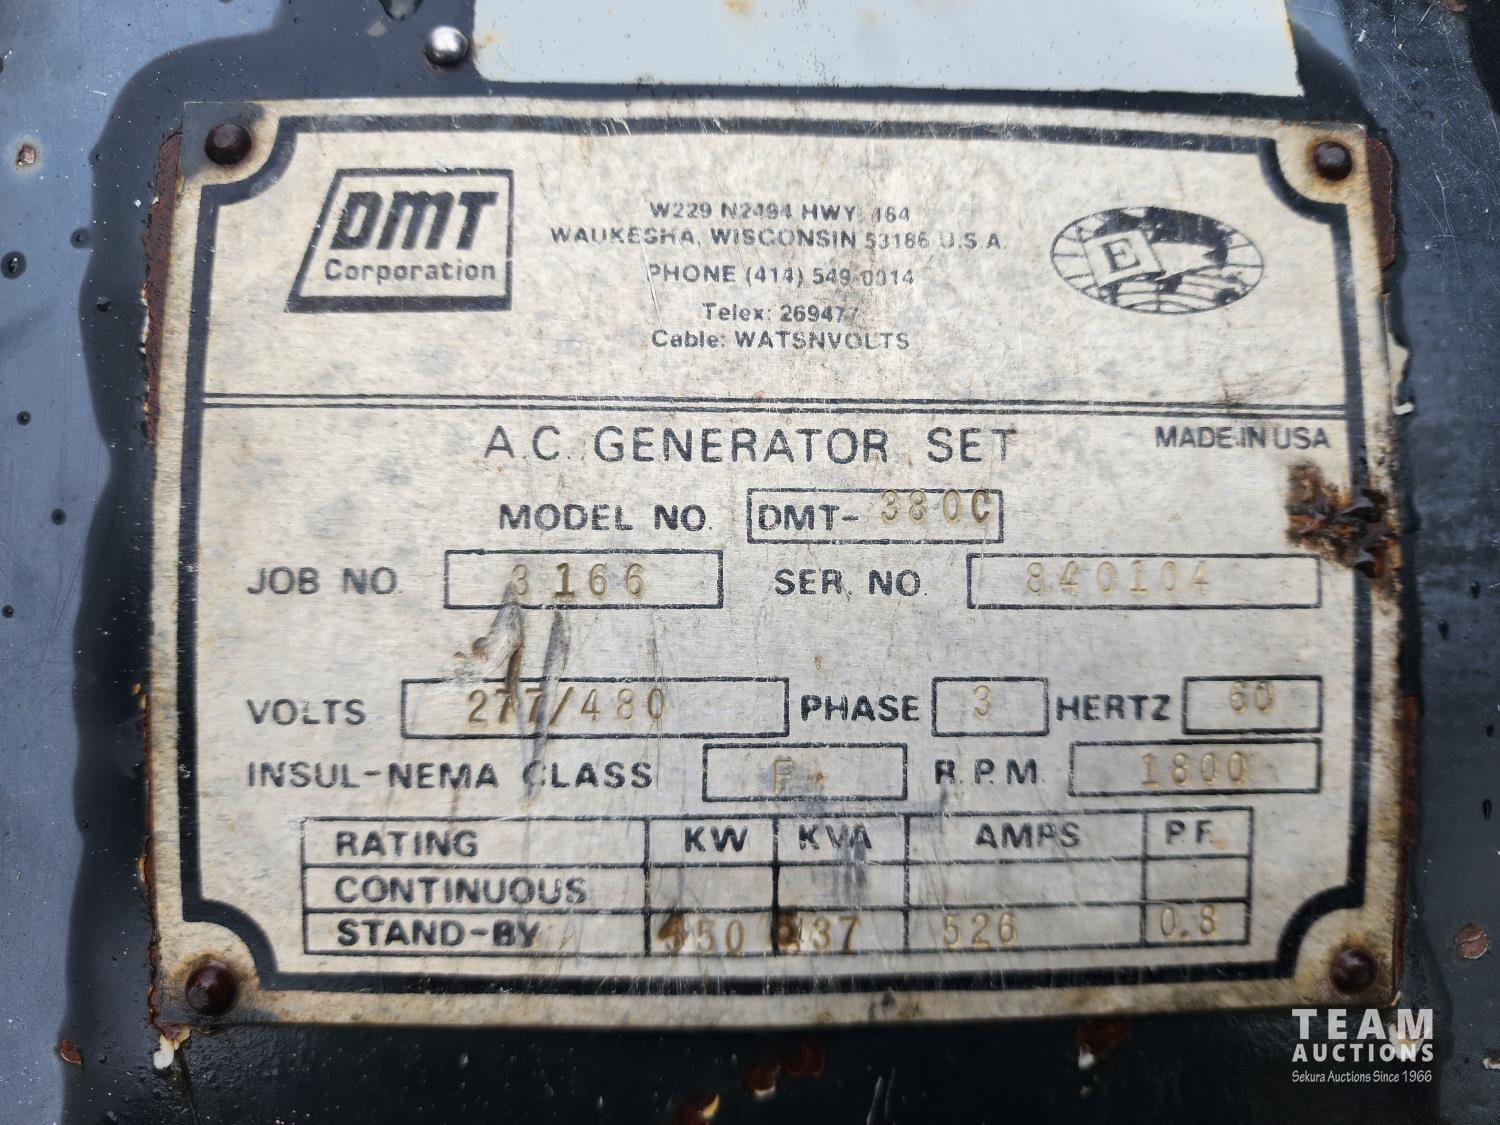 DMT
Corporation
W229 N2494 HWY. 164
WAUKESHA, WISCONSIN 53186 U.S.A.
PHONE (414) 549-0014
Telex: 269477
Cable: WATSNVOLTS
E
A.C. GENERATOR SET
MADE IN USA
MODEL NO. DMT- 380C
JOB NO. 3166 SER. NO. 840104
VOLTS 277/480 PHASE 3 HERTZ 60
INSUL-NEMA CLASS F R.P.M. 1800
RATING KW KVA AMPS P.F.
CONTINUOUS
STAND-BY 526 0.8
TEAM
AUCTIONS
Sekura Auctions Since 1966